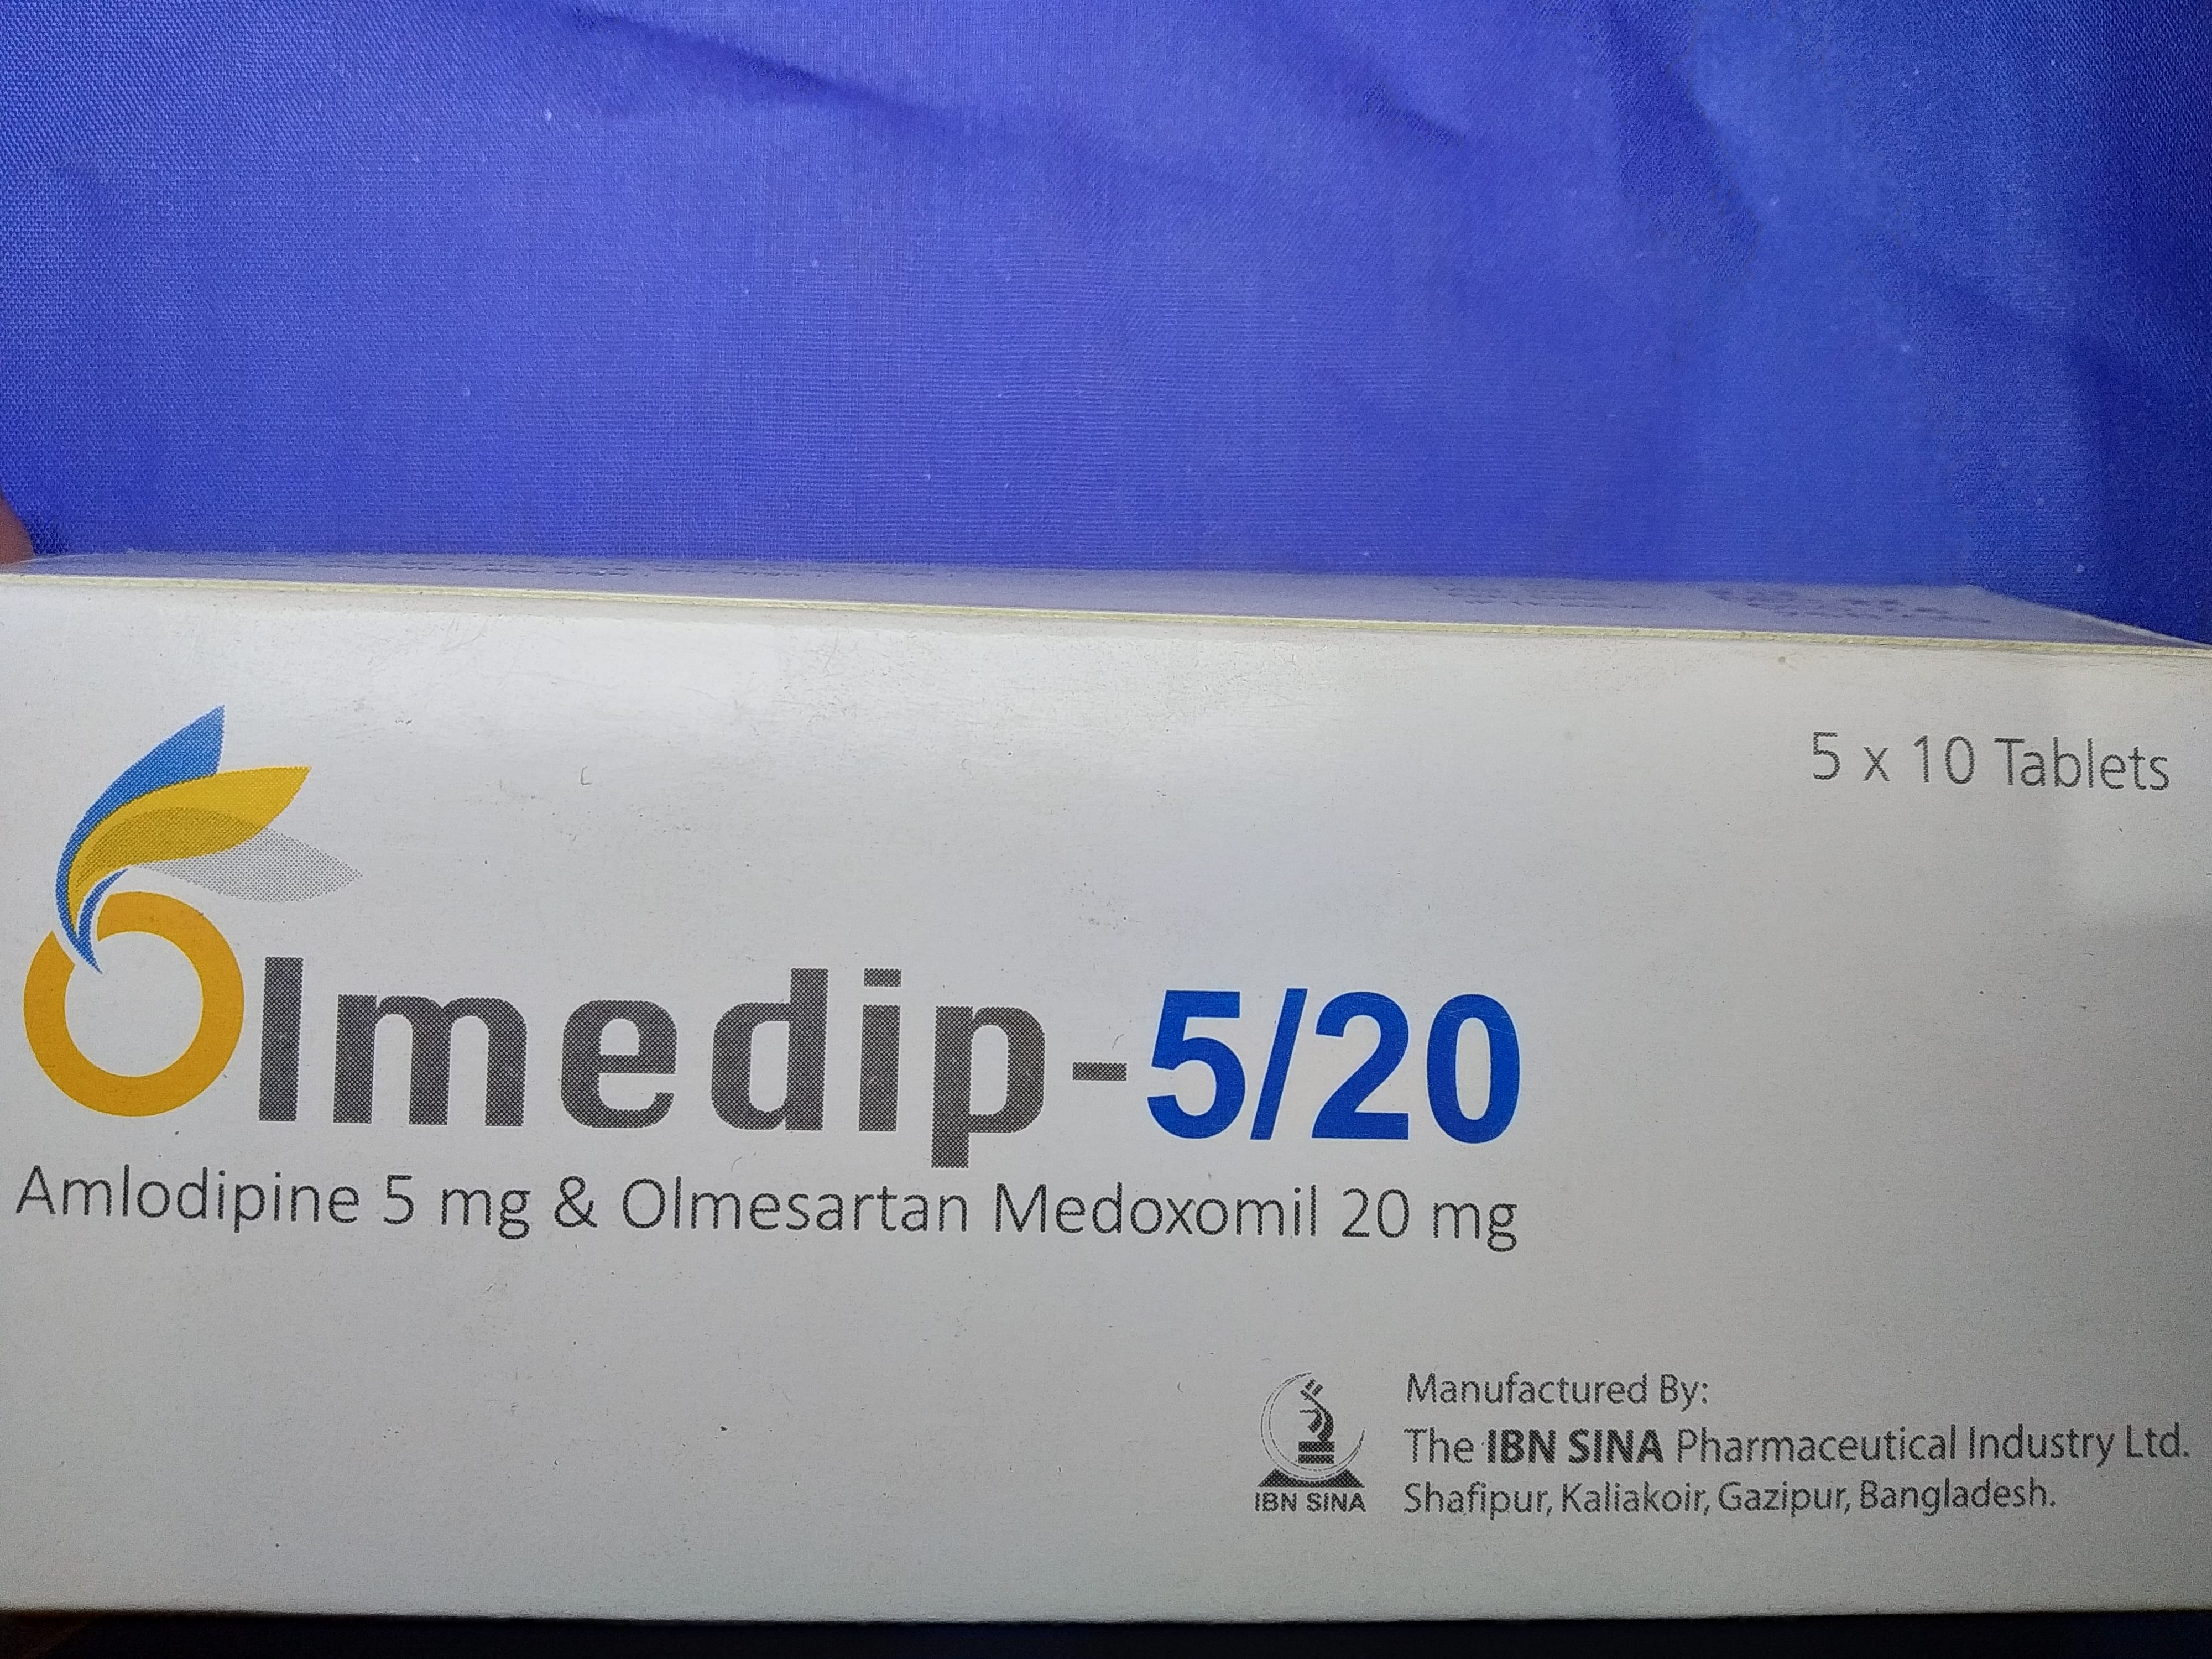 5 x 10 Tablets
Olmedip-5/20
Amlodipine 5 mg & Olmesartan Medoxomil 20 mg
Manufactured By:
The IBN SINA Pharmaceutical Industry Ltd.
Shafipur, Kaliakoir, Gazipur, Bangladesh.
IBN SINA